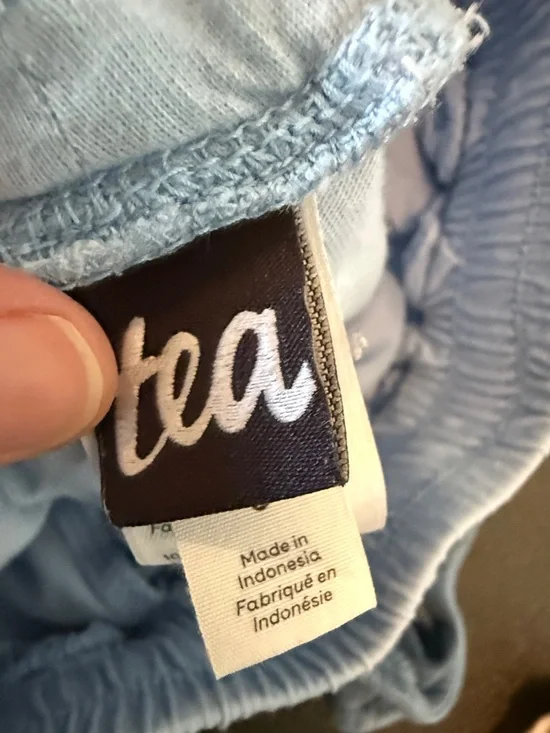 tea
Made in
Indonesia
Fabriqué en
Indonésie